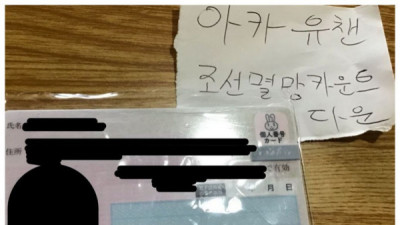 아카 유챈
조선멸망카운트
다운
氏名
個人番号
カード
住所
月 日